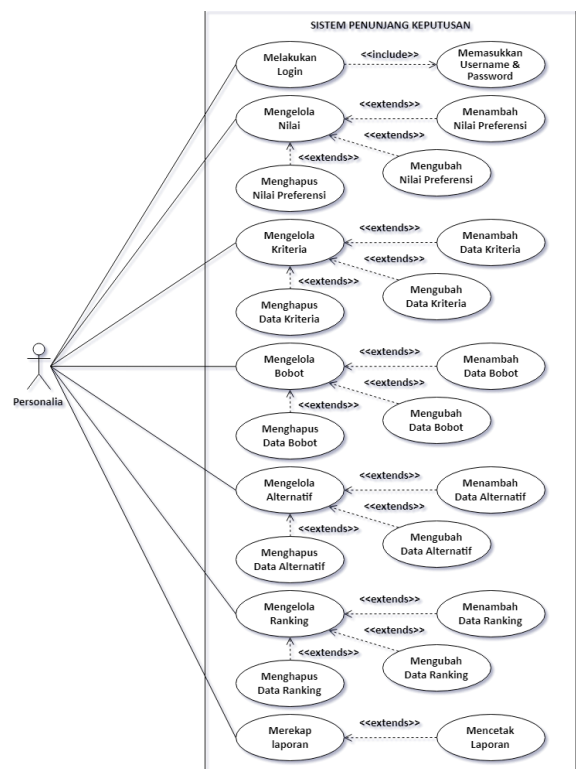 SISTEM PENUNJANG KEPUTUSAN
Melakukan
Login
<<include>>
Memasukkan
Username &
Password
Mengelola
Nilai
<<extends>>
Menambah
Nilai Preferensi
<<extends>>
<<extends>>
Mengubah
Nilai Preferensi
Menghapus
Nilai Preferensi
Mengelola
Kriteria
<<extends>>
Menambah
Data Kriteria
<<extends>>
<<extends>>
Mengubah
Data Kriteria
Menghapus
Data Kriteria
Personalia
Mengelola
Bobot
<<extends>>
Menambah
Data Bobot
<<extends>>
<<extends>>
Mengubah
Data Bobot
Menghapus
Data Bobot
Mengelola
Alternatif
<<extends>>
Menambah
Data Alternatif
<<extends>>
<<extends>>
Mengubah
Data Alternatif
Menghapus
Data Alternatif
Mengelola
Ranking
<<extends>>
Menambah
Data Ranking
<<extends>>
<<extends>>
Mengubah
Data Ranking
Menghapus
Data Ranking
Merekap
laporan
<<extends>>
Mencetak
Laporan